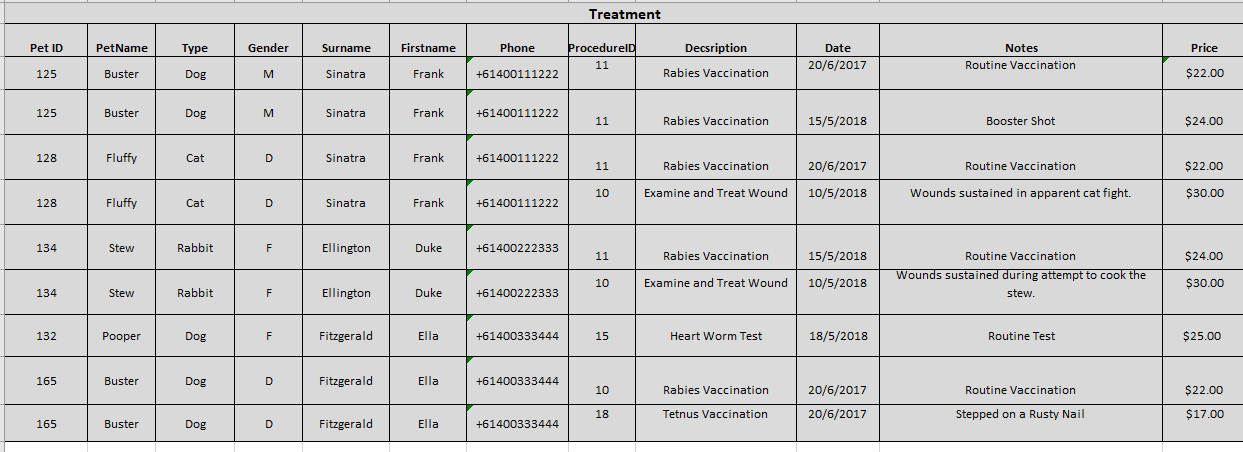 Treatment
Pet ID PetName Type Gender Surname Firstname Phone ProcedureID Decsription Date Notes Price
125 Buster Dog M Sinatra Frank +61400111222 11 Rabies Vaccination 20/6/2017 Routine Vaccination $22.00
125 Buster Dog M Sinatra Frank +61400111222 11 Rabies Vaccination 15/5/2018 Booster Shot $24.00
128 Fluffy Cat D Sinatra Frank +61400111222 11 Rabies Vaccination 20/6/2017 Routine Vaccination $22.00
128 Fluffy Cat D Sinatra Frank +61400111222 10 Examine and Treat Wound 10/5/2018 Wounds sustained in apparent cat fight. $30.00
134 Stew Rabbit F Ellington Duke +61400222333 11 Rabies Vaccination 15/5/2018 Routine Vaccination $24.00
134 Stew Rabbit F Ellington Duke +61400222333 10 Examine and Treat Wound 10/5/2018 Wounds sustained during attempt to cook the
stew. $30.00
132 Pooper Dog F Fitzgerald Ella +61400333444 15 Heart Worm Test 18/5/2018 Routine Test $25.00
165 Buster Dog D Fitzgerald Ella +61400333444 10 Rabies Vaccination 20/6/2017 Routine Vaccination $22.00
165 Buster Dog D Fitzgerald Ella +61400333444 18 Tetnus Vaccination 20/6/2017 Stepped on a Rusty Nail $17.00